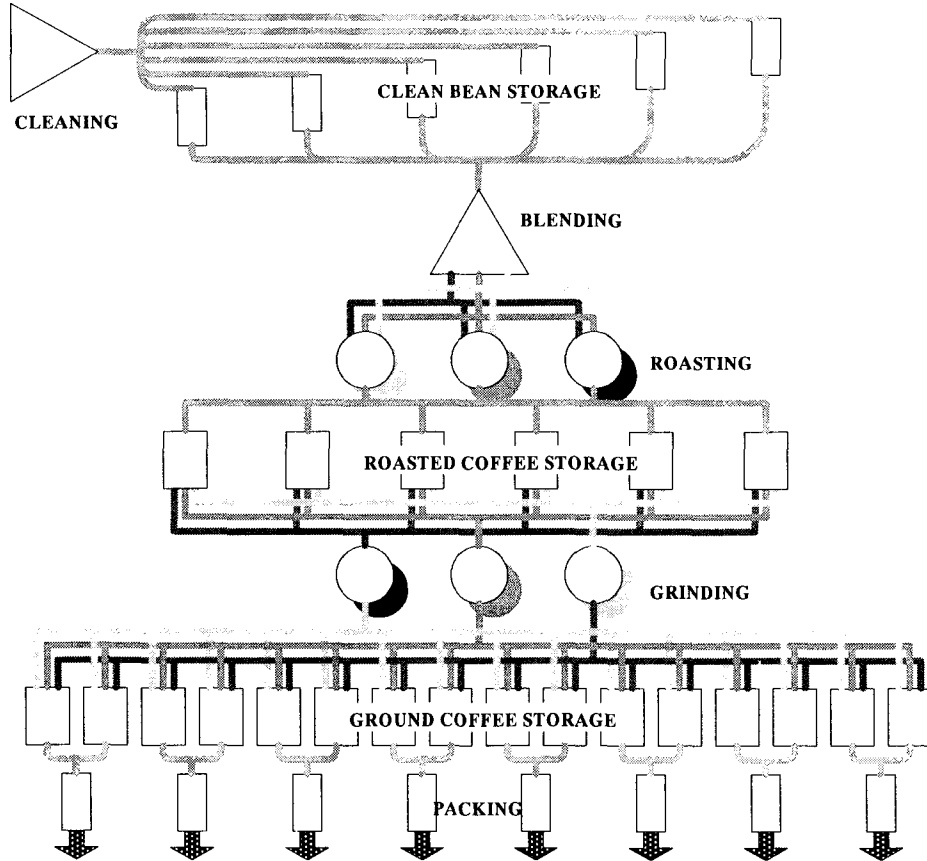 CLEAN BEAN STORAGE
CLEANING
BLENDING
ROASTING
ROASTED COFFEE STORAGE
GRINDING
GROUND COFFEE STORAGE
PACKING